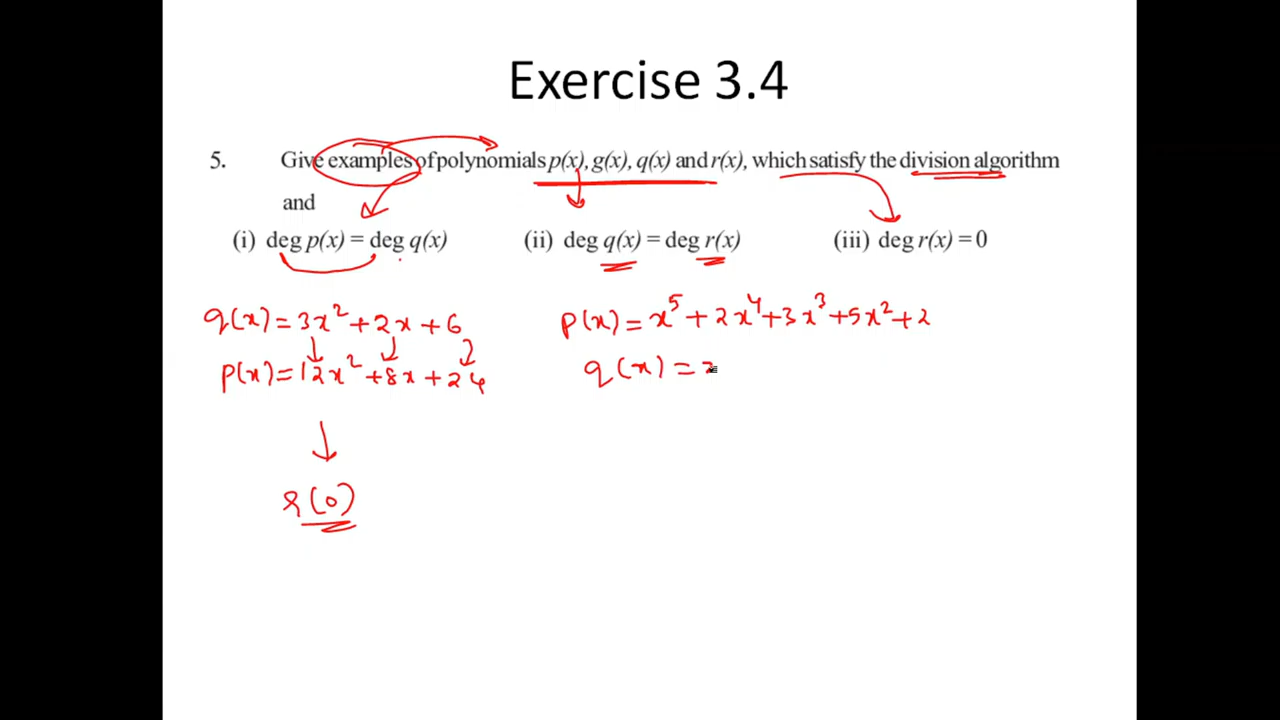 Exercise 3.4
5. Give examples of polynomials p(x), g(x), q(x) and r(x), which satisfy the division algorithm
and
(i) deg p(x) = deg q(x) (ii) deg q(x) = deg r(x) (iii) deg r(x) = 0
q(x) = 3x² + 2x + 6
p(x) = 12x² + 8x + 24
r(0)
p(x) = x⁵ + 2x⁴ + 3x³ + 5x² + 2
q(x) =